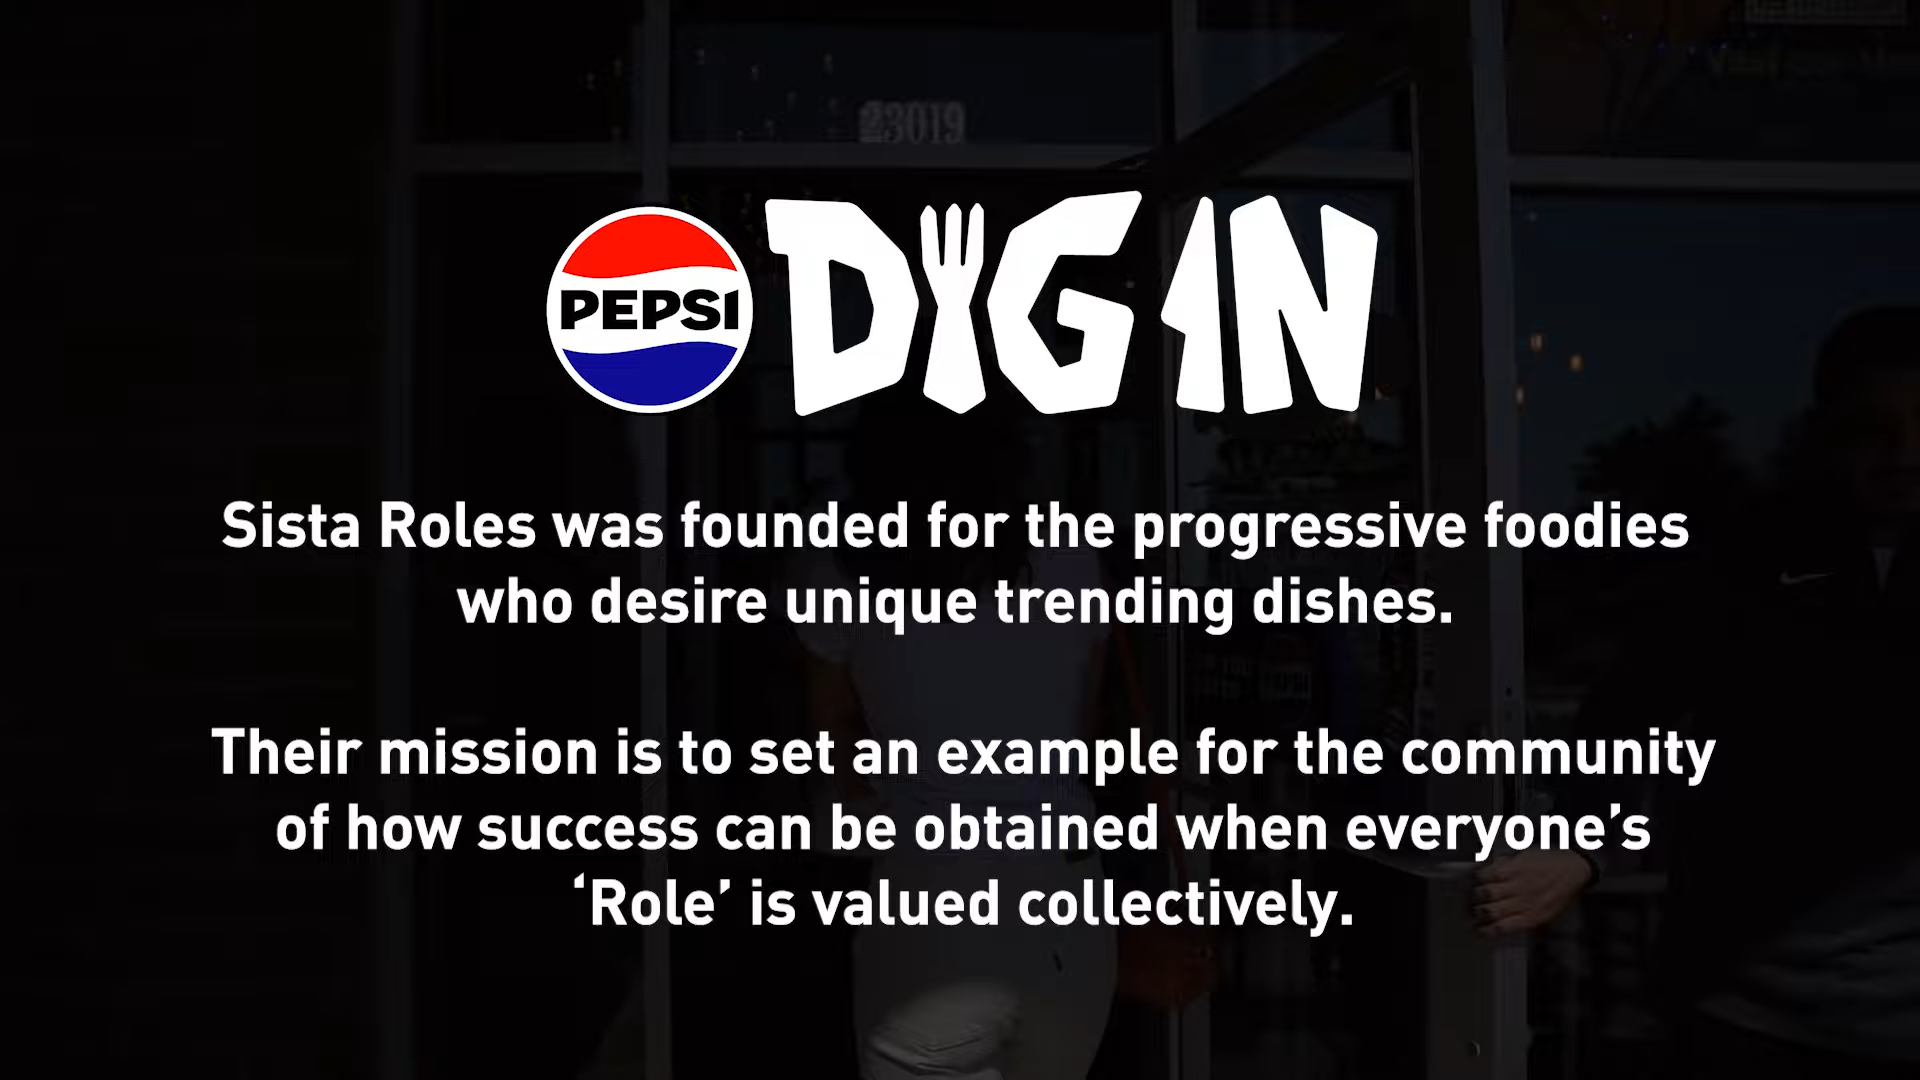 23019
PEPSI DIG IN
Sista Roles was founded for the progressive foodies
who desire unique trending dishes.
Their mission is to set an example for the community
of how success can be obtained when everyone’s
‘Role’ is valued collectively.